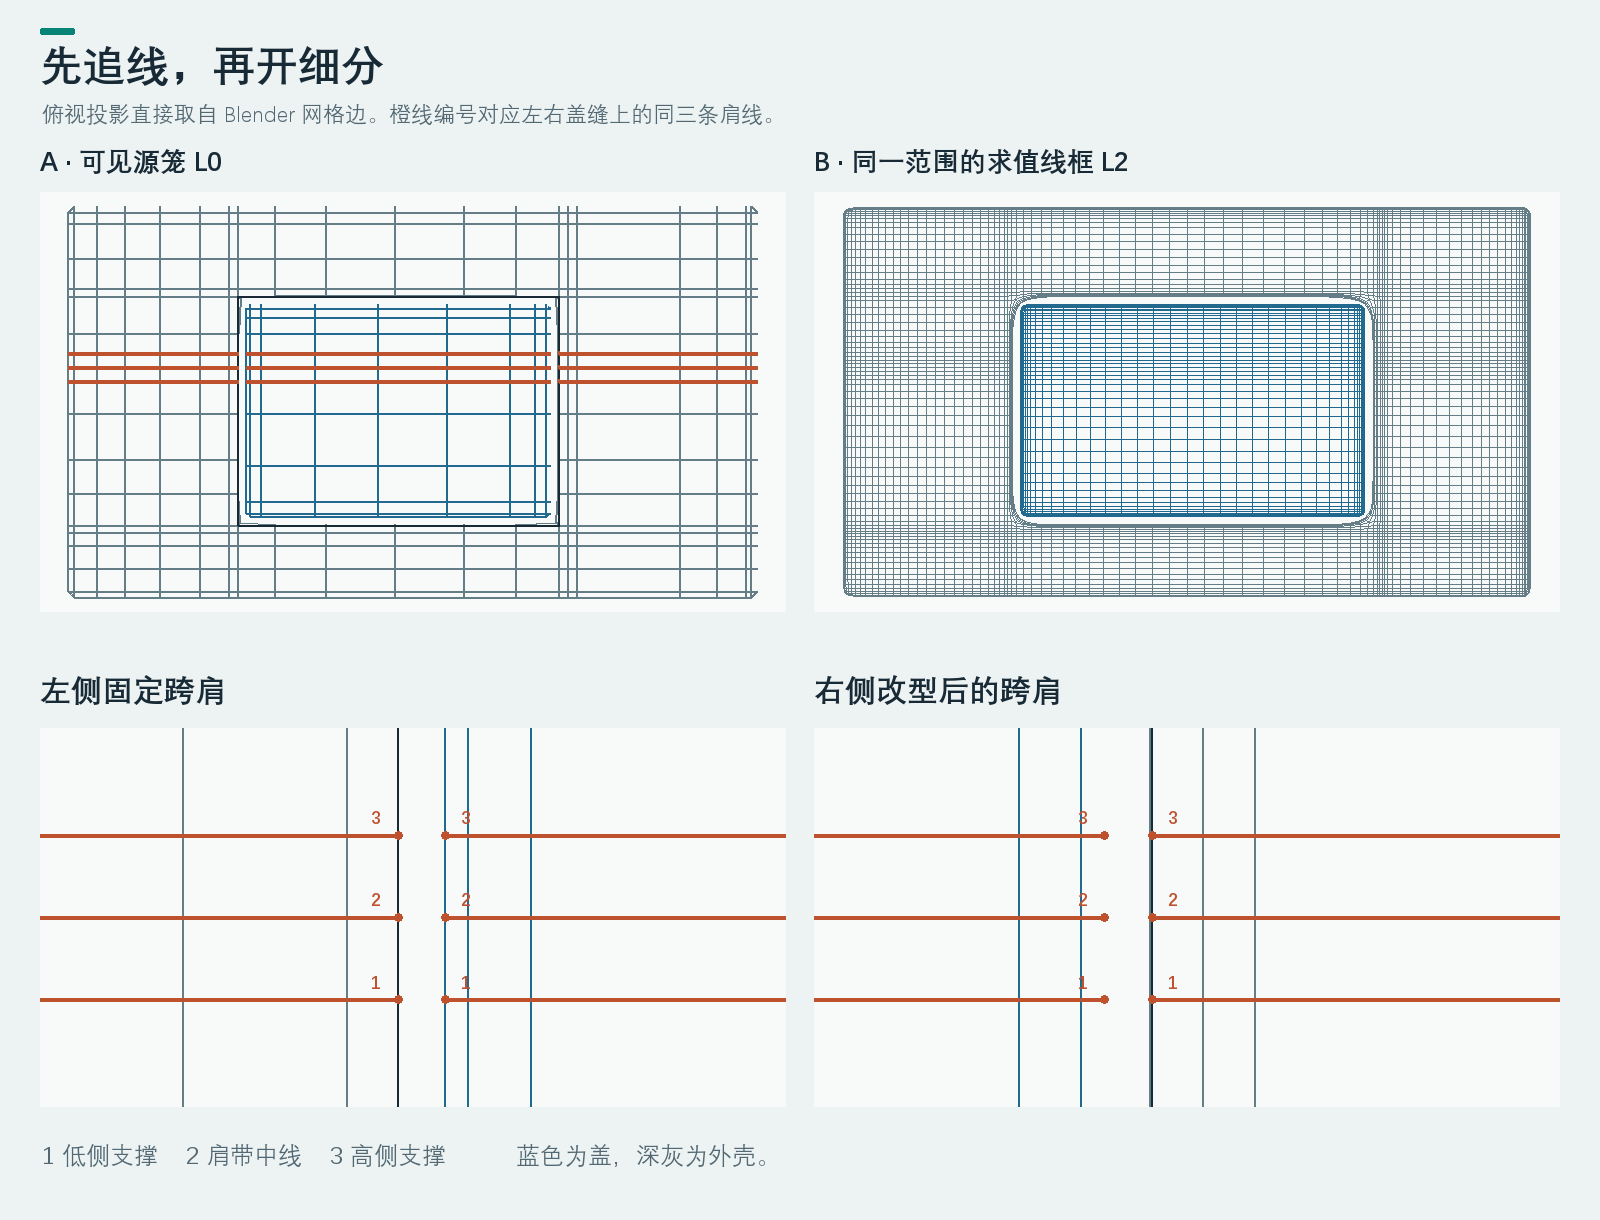 先追线，再开细分
俯视投影直接取自 Blender 网格边。橙线编号对应左右盖缝上的同三条肩线。
A · 可见源笼 L0
B · 同一范围的求值线框 L2
左侧固定跨肩
右侧改型后的跨肩
3 3
2 2
1 1
3 3
2 2
1 1
1 低侧支撑 2 肩带中线 3 高侧支撑 蓝色为盖，深灰为外壳。